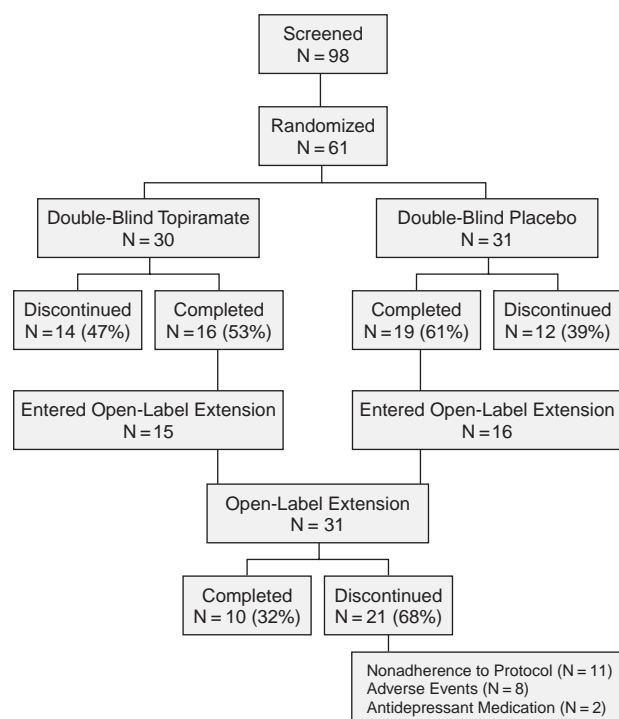 Screened
N = 98
Randomized
N = 61
Double-Blind Topiramate
N = 30
Double-Blind Placebo
N = 31
Discontinued
N = 14 (47%)
Completed
N = 16 (53%)
Completed
N = 19 (61%)
Discontinued
N = 12 (39%)
Entered Open-Label Extension
N = 15
Entered Open-Label Extension
N = 16
Open-Label Extension
N = 31
Completed
N = 10 (32%)
Discontinued
N = 21 (68%)
Nonadherence to Protocol (N = 11)
Adverse Events (N = 8)
Antidepressant Medication (N = 2)